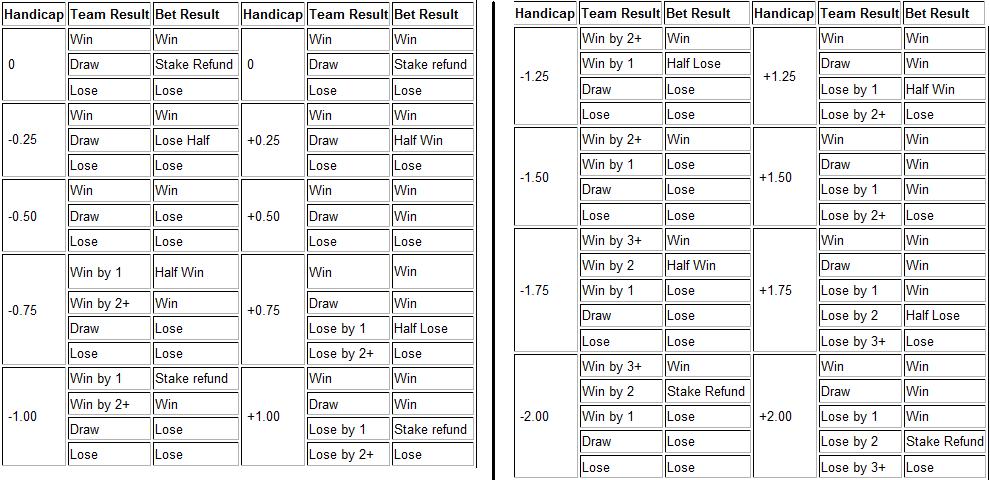 Handicap Team Result Bet Result Handicap Team Result Bet Result
Win Win Win Win
0 Draw Stake Refund 0 Draw Stake refund
Lose Lose Lose Lose
Win Win Win Win
-0.25 Draw Lose Half +0.25 Draw Half Win
Lose Lose Lose Lose
Win Win Win Win
-0.50 Draw Lose +0.50 Draw Win
Lose Lose Lose Lose
Win by 1 Half Win Win Win
-0.75 Win by 2+ Win +0.75 Draw Win
Draw Lose Lose by 1 Half Lose
Lose Lose Lose by 2+ Lose
Win by 1 Stake refund Win Win
-1.00 Win by 2+ Win +1.00 Draw Win
Draw Lose Lose by 1 Stake refund
Lose Lose Lose by 2+ Lose
Handicap Team Result Bet Result Handicap Team Result Bet Result
Win by 2+ Win Win Win
-1.25 Win by 1 Half Lose +1.25 Draw Win
Draw Lose Lose by 1 Half Win
Lose Lose Lose by 2+ Lose
Win by 2+ Win Win Win
-1.50 Win by 1 Lose +1.50 Draw Win
Draw Lose Lose by 1 Win
Lose Lose Lose by 2+ Lose
Win by 3+ Win Win Win
Win by 2 Half Win Draw Win
-1.75 Win by 1 Lose +1.75 Lose by 1 Win
Draw Lose Lose by 2 Half Lose
Lose Lose Lose by 3+ Lose
Win by 3+ Win Win Win
Win by 2 Stake Refund Draw Win
-2.00 Win by 1 Lose +2.00 Lose by 1 Win
Draw Lose Lose by 2 Stake Refund
Lose Lose Lose by 3+ Lose